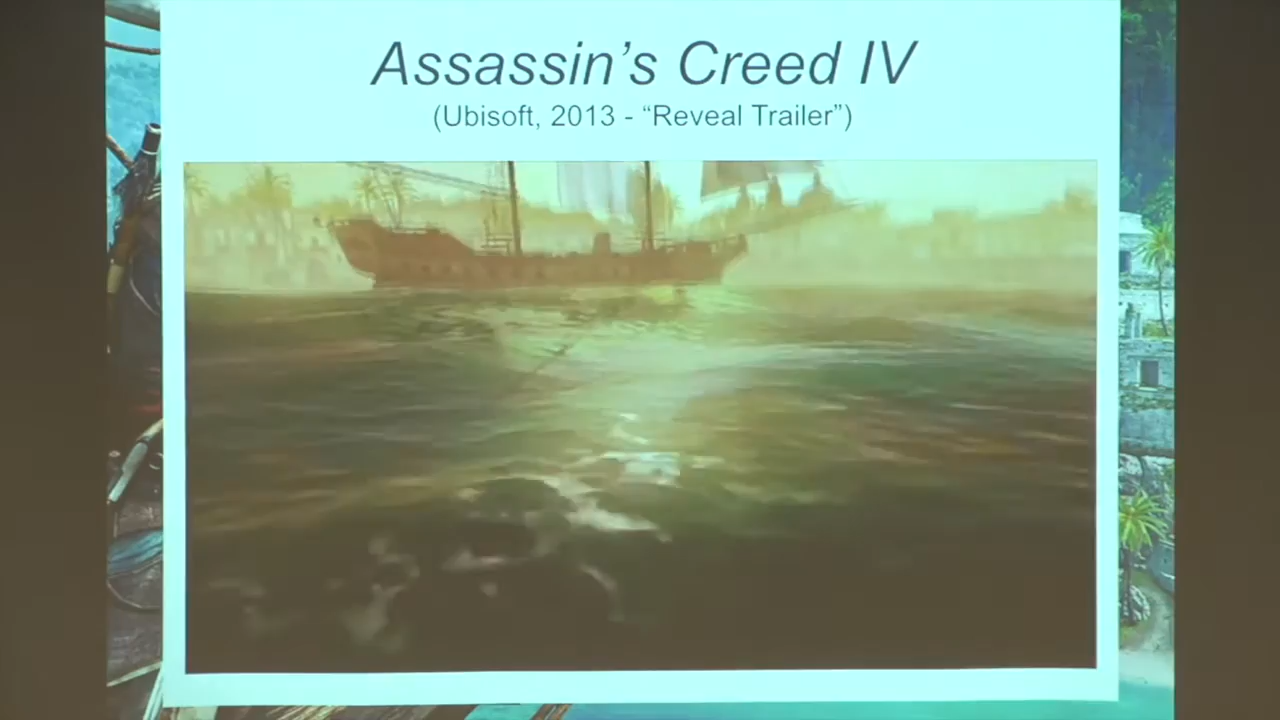 Assassin's Creed IV
(Ubisoft, 2013 - “Reveal Trailer”)